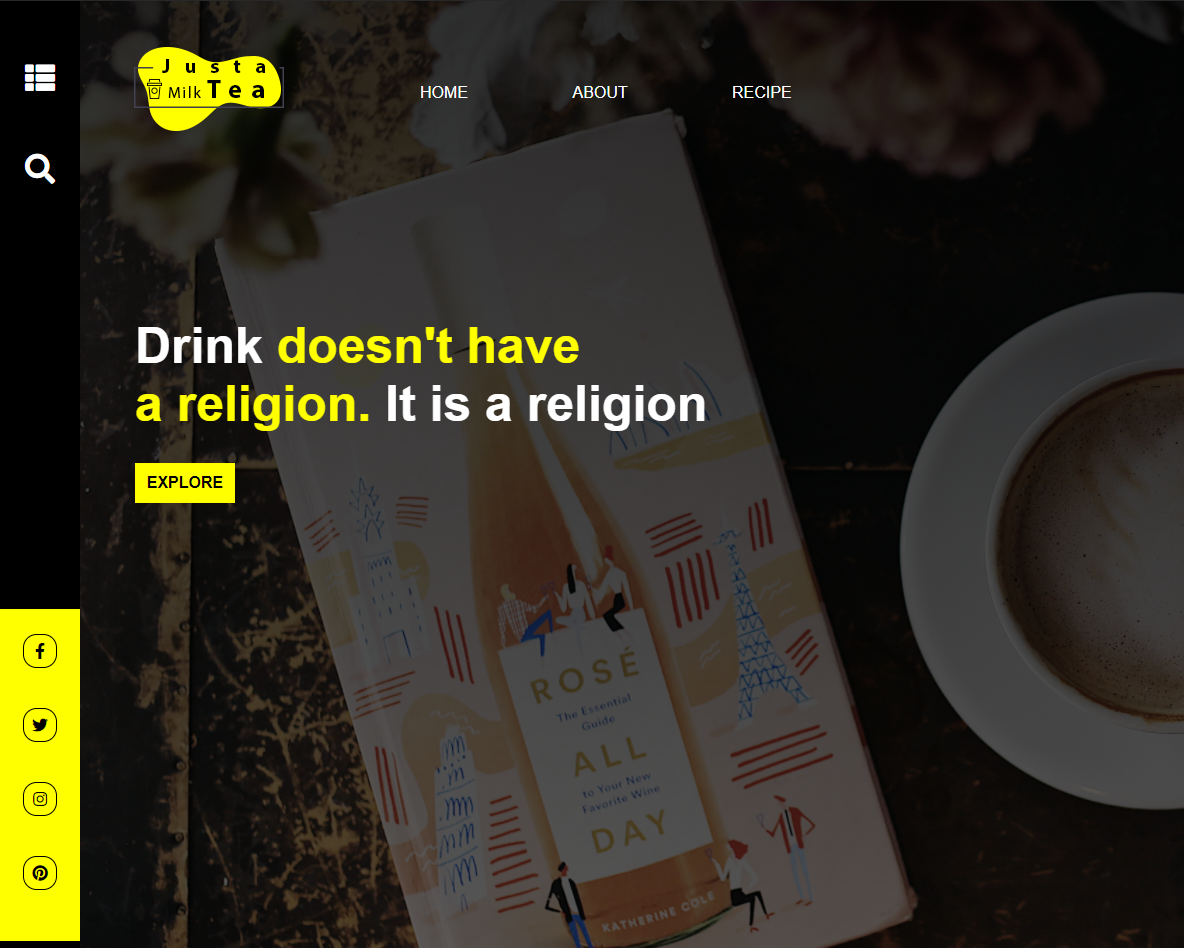 Justa
Milk Tea
HOME
ABOUT
RECIPE
Drink doesn't have
a religion. It is a religion
EXPLORE
ROSÉ
The Essential
Guide
ALL
to Your New
Favorite Wine
DAY
KATHERINE COLE